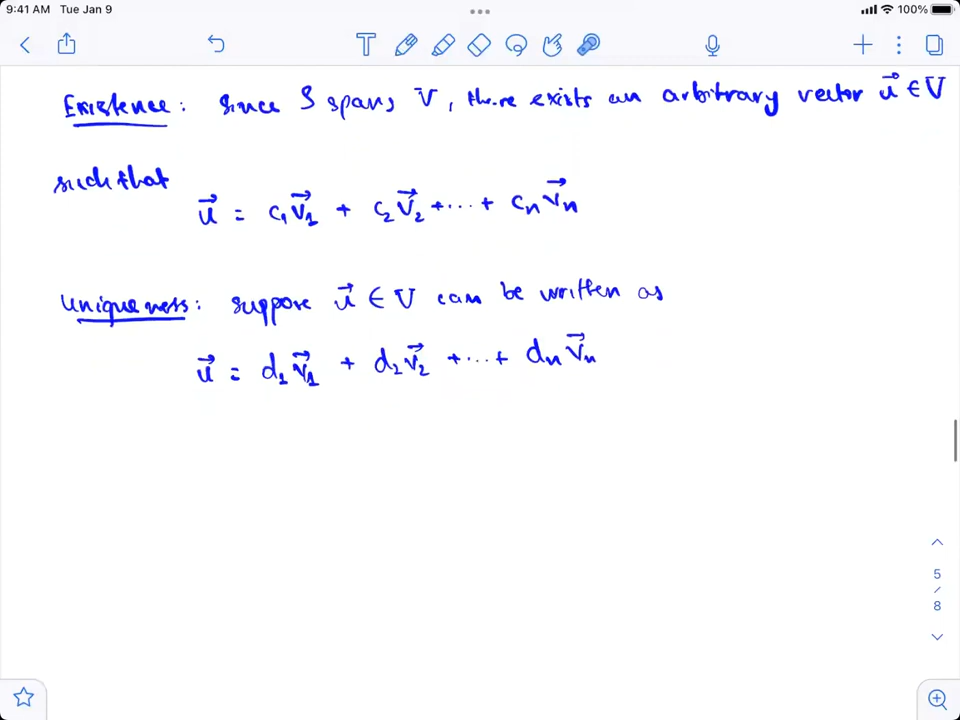 9:41 AM Tue Jan 9 100%
Existence: Since S spans V, there exists an arbitrary vector u⃗ ∈ V
such that
u⃗ = c₁v⃗₁ + c₂v⃗₂ + ... + cₙv⃗ₙ
Uniqueness: suppose u⃗ ∈ V can be written as
u⃗ = d₁v⃗₁ + d₂v⃗₂ + ... + dₙv⃗ₙ
5
/
8